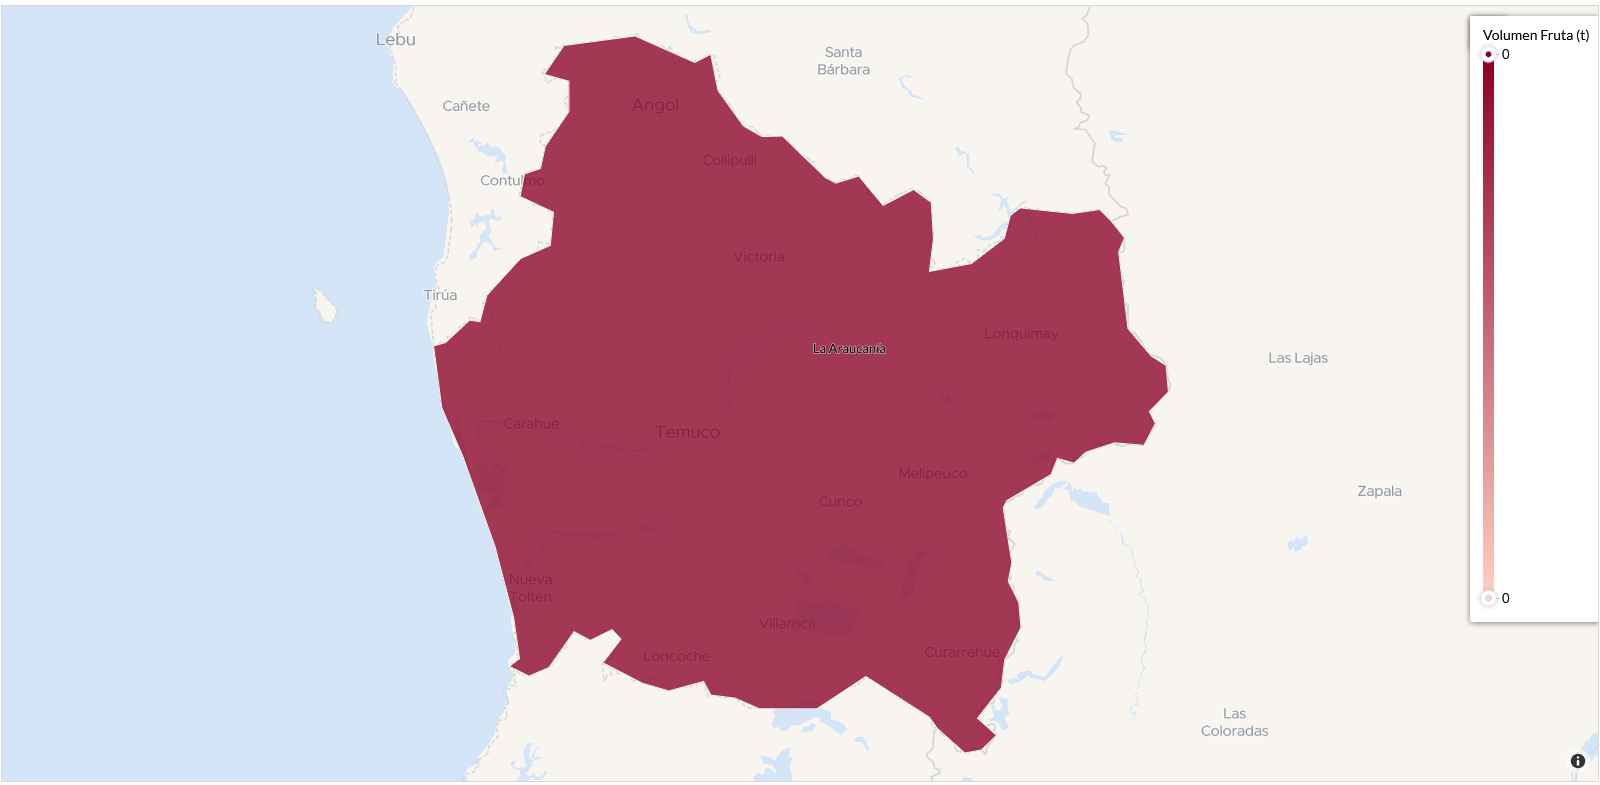 Lebu
Volumen Fruta (t)
0
Santa
Bárbara
Cañete
Angol
Collipulli
Contulmo
Victoria
Tirúa
Lonquimay
La Araucanía
Las Lajas
Carahue
Temuco
Melipeuco
Zapala
Cunco
Nueva
Toltén
0
Villarrica
Loncoche
Curarrehue
Las
Coloradas